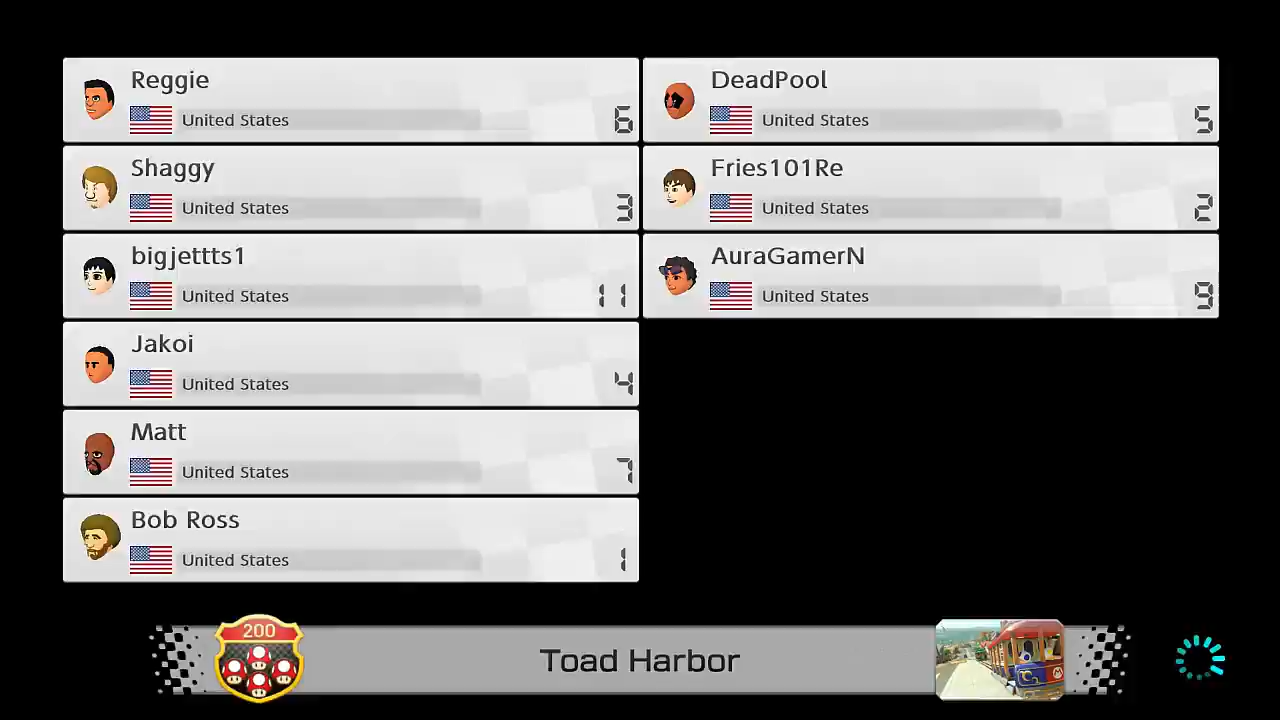 Reggie
United States
6
Shaggy
United States
3
bigjettts1
United States
11
Jakoi
United States
4
Matt
United States
7
Bob Ross
United States
1
DeadPool
United States
5
Fries101Re
United States
2
AuraGamerN
United States
9
200
Toad Harbor